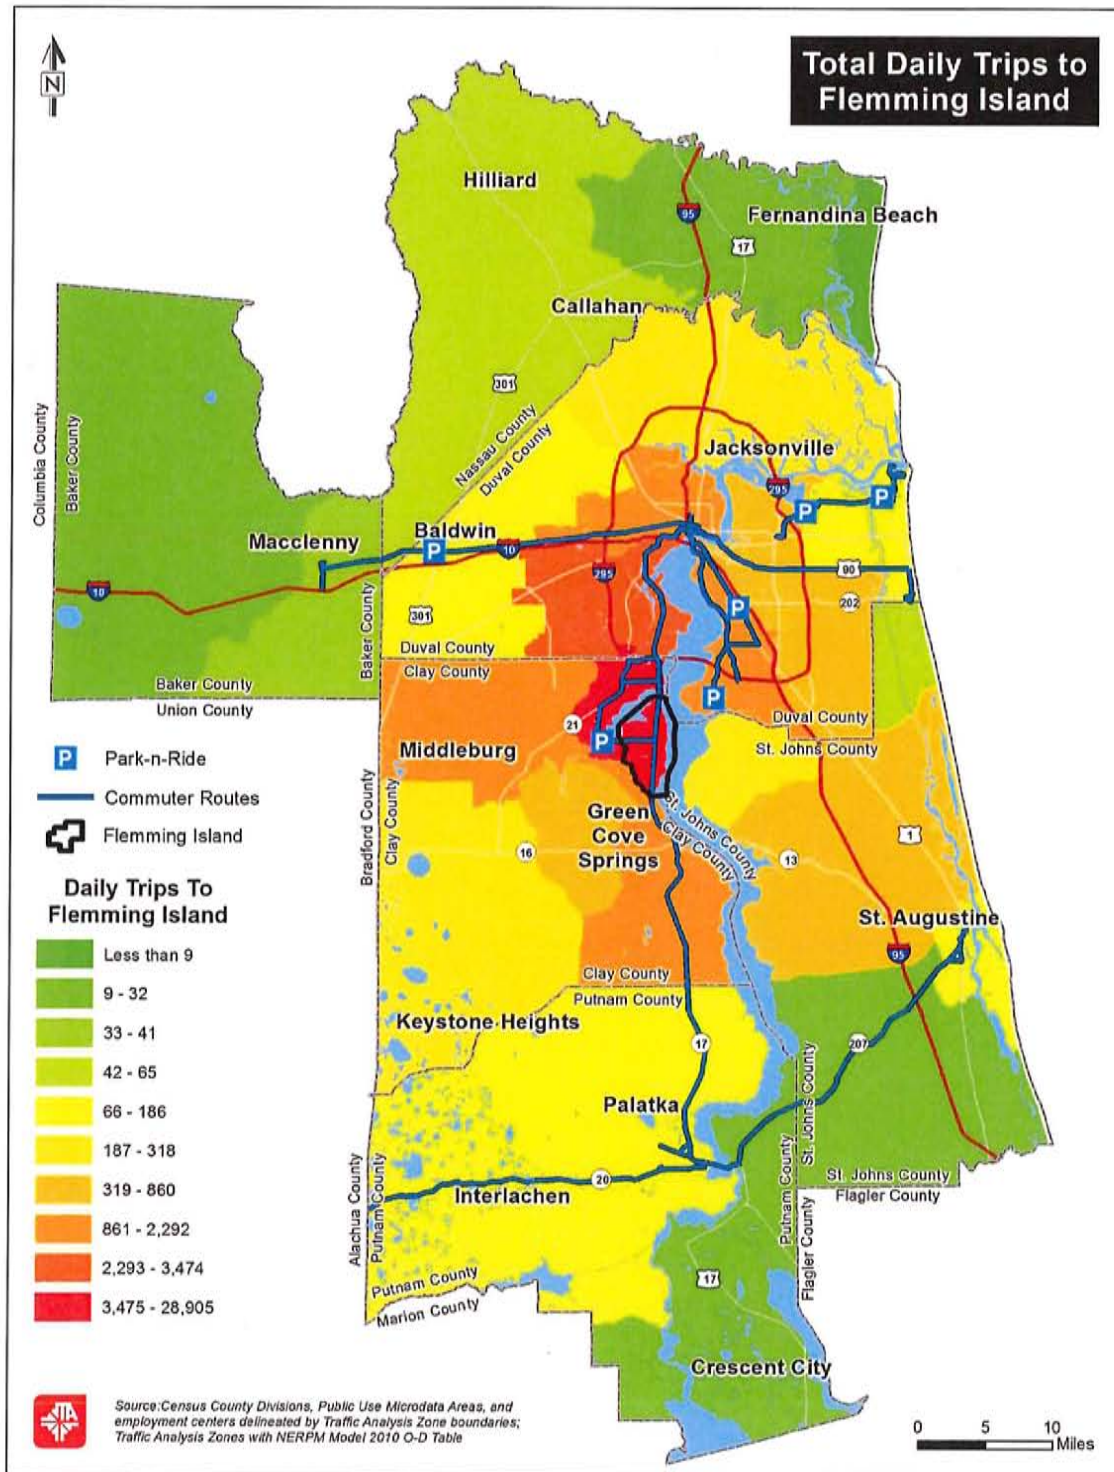 Total Daily Trips to
Flemming Island
N
Hilliard
95
Fernandina Beach
17
Callahan
301
Nassau County
Duval County
Columbia County
Baker County
Jacksonville
295
P
P
Macclenny
Baldwin
P
10
10
295
90
202
P
301
Baker County
Duval County
Clay County
Baker County
Union County
P
21
P
Duval County
St. Johns County
Middleburg
Bradford County
Clay County
Green
Cove
Springs
St. Johns County
Clay County
16
13
1
St. Augustine
95
Clay County
Putnam County
Keystone Heights
17
207
Palatka
St. Johns County
Putnam County
Flagler County
St. Johns County
Flagler County
Alachua County
Putnam County
20
Interlachen
17
Putnam County
Marion County
Crescent City
P Park-n-Ride
Commuter Routes
Flemming Island
Daily Trips To
Flemming Island
Less than 9
9 - 32
33 - 41
42 - 65
66 - 186
187 - 318
319 - 860
861 - 2,292
2,293 - 3,474
3,475 - 28,905
JTA
Source:Census County Divisions, Public Use Microdata Areas, and
employment centers delineated by Traffic Analysis Zone boundaries;
Traffic Analysis Zones with NERPM Model 2010 O-D Table
0 5 10
Miles